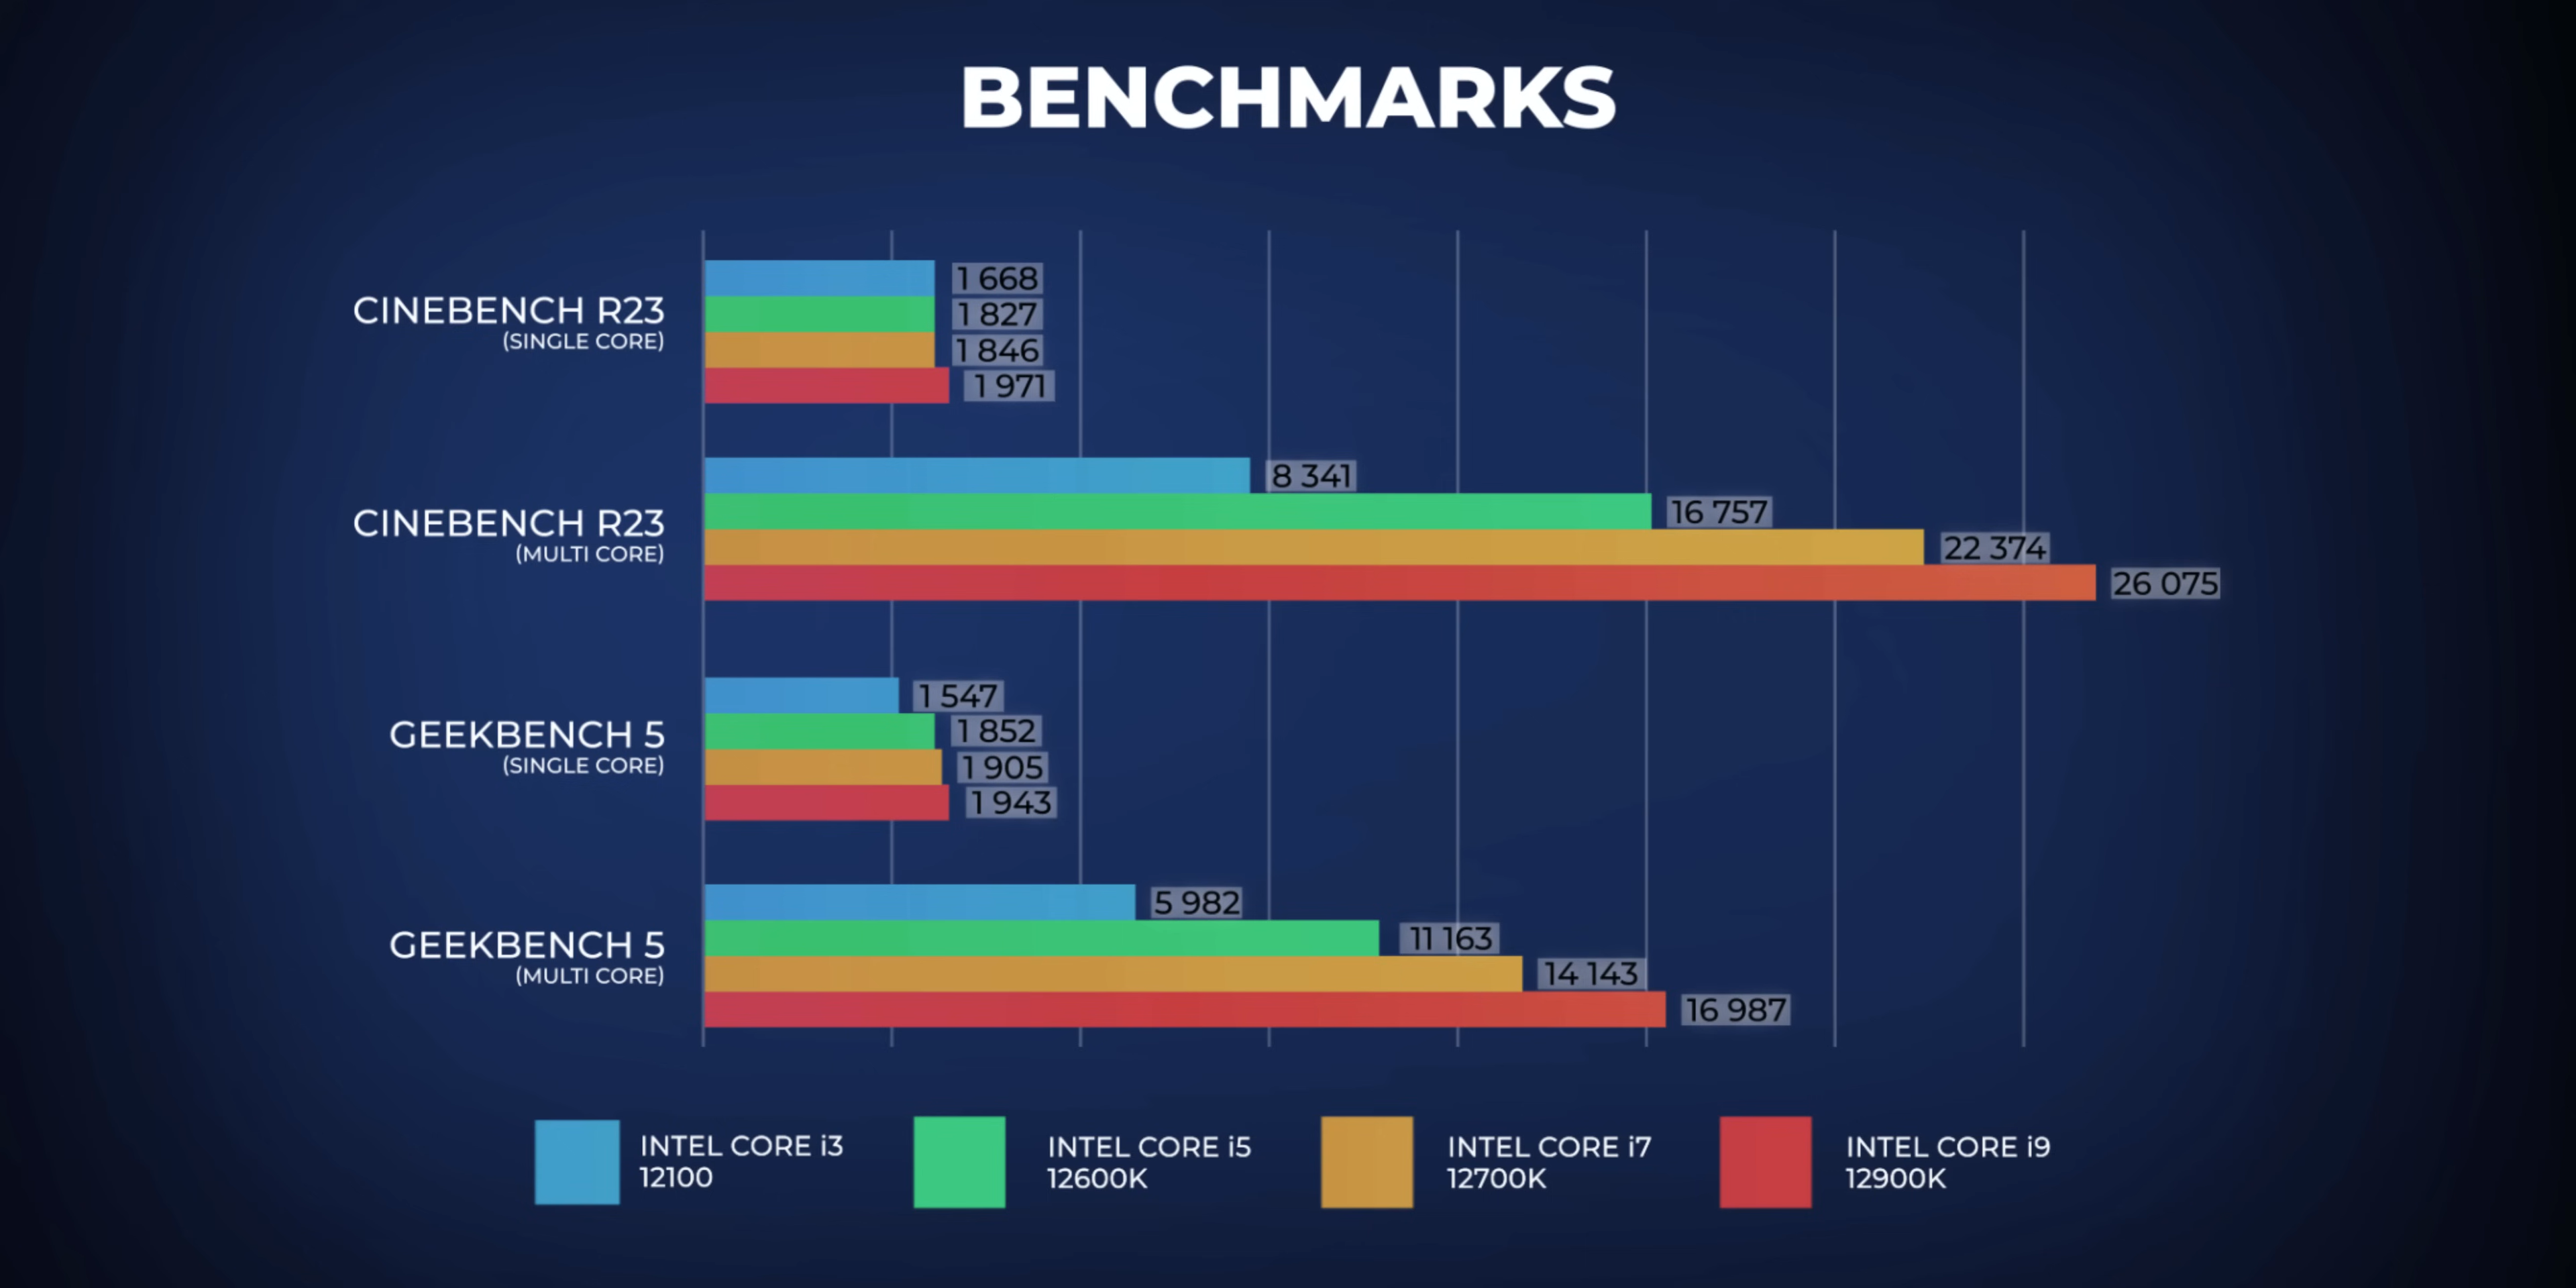 BENCHMARKS
CINEBENCH R23
(SINGLE CORE)
1 668
1 827
1 846
1 971
CINEBENCH R23
(MULTI CORE)
8 341
16 757
22 374
26 075
GEEKBENCH 5
(SINGLE CORE)
1 547
1 852
1 905
1 943
GEEKBENCH 5
(MULTI CORE)
5 982
11 163
14 143
16 987
INTEL CORE i3
12100
INTEL CORE i5
12600K
INTEL CORE i7
12700K
INTEL CORE i9
12900K